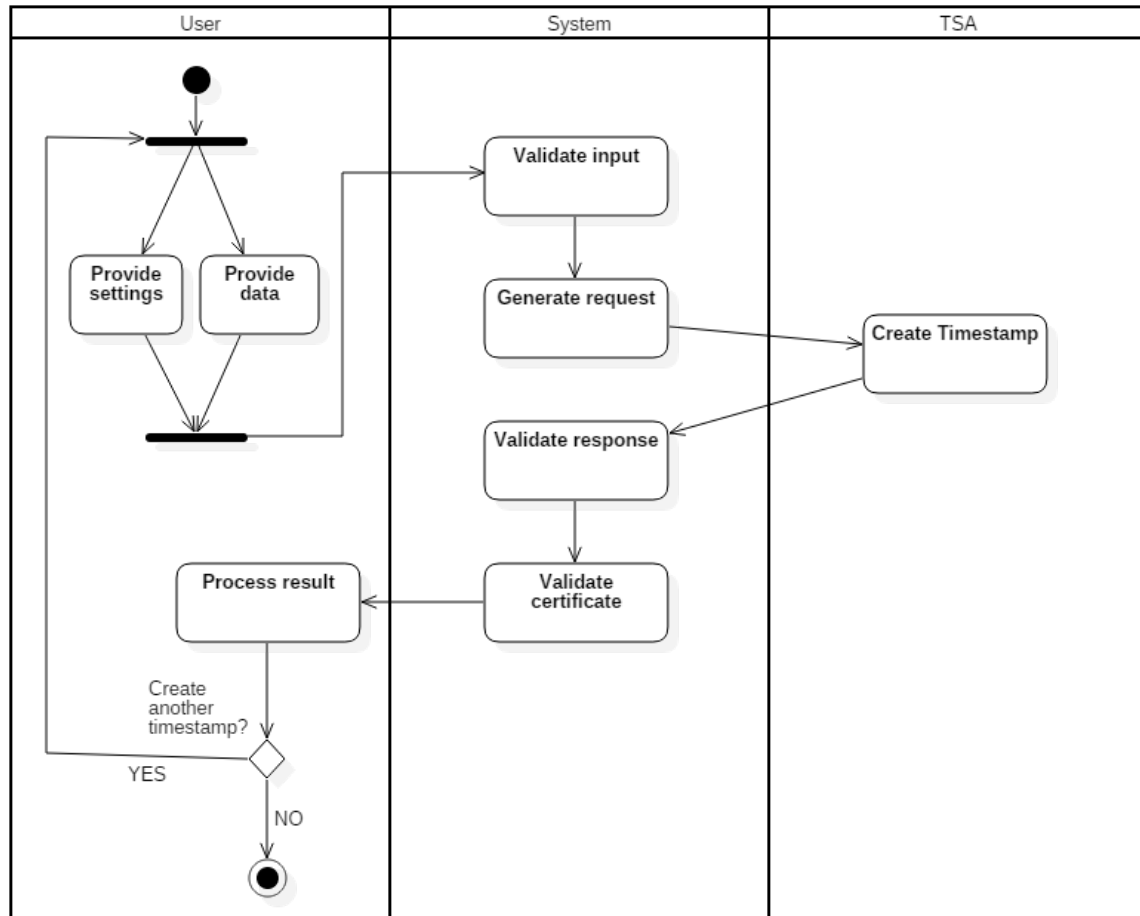 User
System
TSA
Validate input
Provide
settings
Provide
data
Generate request
Create Timestamp
Validate response
Process result
Validate
certificate
Create
another
timestamp?
YES
NO